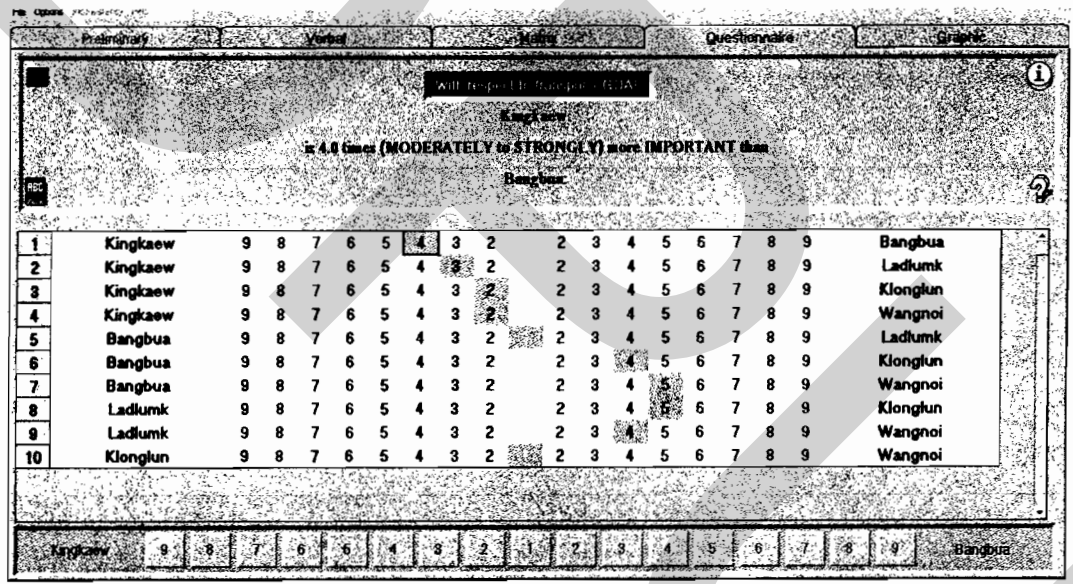 File Options
Preliminary Verbal Matrix Questionnaire Graphic
With respect to
Kingkaew
is 4.0 times (MODERATELY to STRONGLY) more IMPORTANT than
Bangbua:
ABC
1 Kingkaew 9 8 7 6 5 4 3 2 2 3 4 5 6 7 8 9 Bangbua
2 Kingkaew 9 8 7 6 5 4 3 2 2 3 4 5 6 7 8 9 Ladlumk
3 Kingkaew 9 8 7 6 5 4 3 2 2 3 4 5 6 7 8 9 Klonglun
4 Kingkaew 9 8 7 6 5 4 3 2 2 3 4 5 6 7 8 9 Wangnoi
5 Bangbua 9 8 7 6 5 4 3 2 2 3 4 5 6 7 8 9 Ladlumk
6 Bangbua 9 8 7 6 5 4 3 2 2 3 4 5 6 7 8 9 Klonglun
7 Bangbua 9 8 7 6 5 4 3 2 2 3 4 5 6 7 8 9 Wangnoi
8 Ladlumk 9 8 7 6 5 4 3 2 2 3 4 5 6 7 8 9 Klonglun
9 Ladlumk 9 8 7 6 5 4 3 2 2 3 4 5 6 7 8 9 Wangnoi
10 Klonglun 9 8 7 6 5 4 3 2 2 3 4 5 6 7 8 9 Wangnoi
Kingkaew 9 8 7 6 5 4 3 2 1 2 3 4 5 6 7 8 9 Bangbua